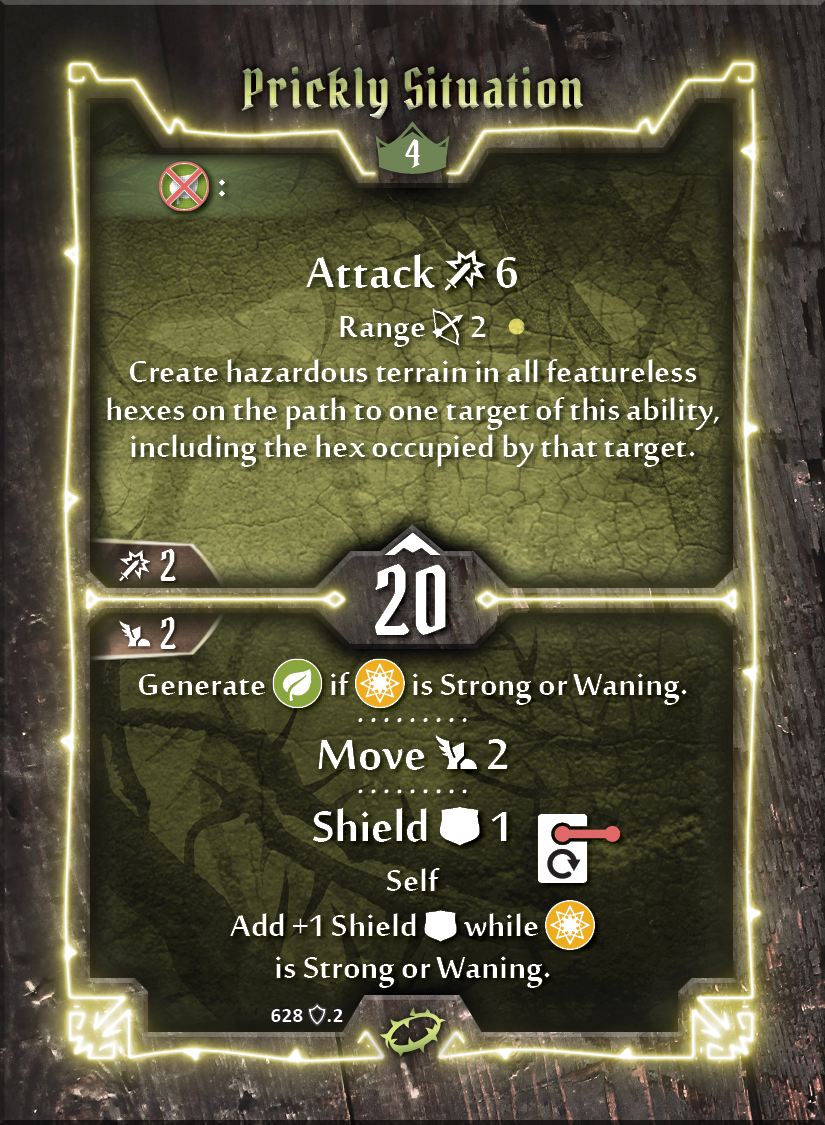 Prickly Situation
4
:
Attack 6
Range 2
Create hazardous terrain in all featureless
hexes on the path to one target of this ability,
including the hex occupied by that target.
2
20
2
Generate if is Strong or Waning.
Move 2
Shield 1
Self
Add +1 Shield while
is Strong or Waning.
628 .2